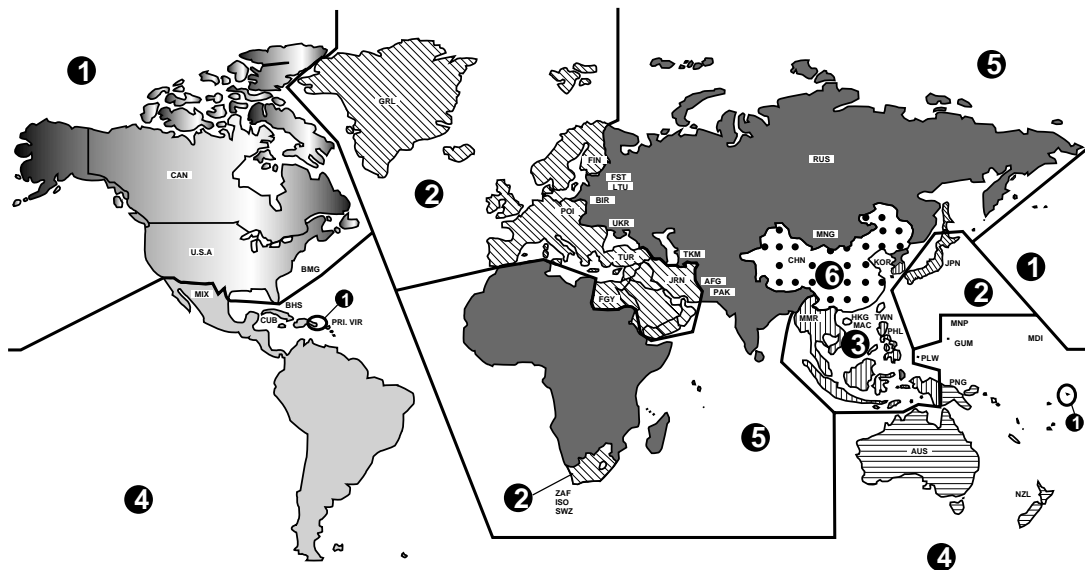 1
5
GRL
FIN
RUS
CAN
FST
LTU
2
BIR
POI
UKR
MNG
U.S.A
TUR
TKM
CHN
KOR
JPN
BMG
6
1
JRN
AFG
PAK
2
MIX
FGY
BHS
1
CUB
PRI. VIR
MMR
HKG
MAC
TWN
PHL
MNP
GUM
MDI
3
PLW
PNG
1
5
AUS
4
2
ZAF
ISO
SWZ
NZL
4